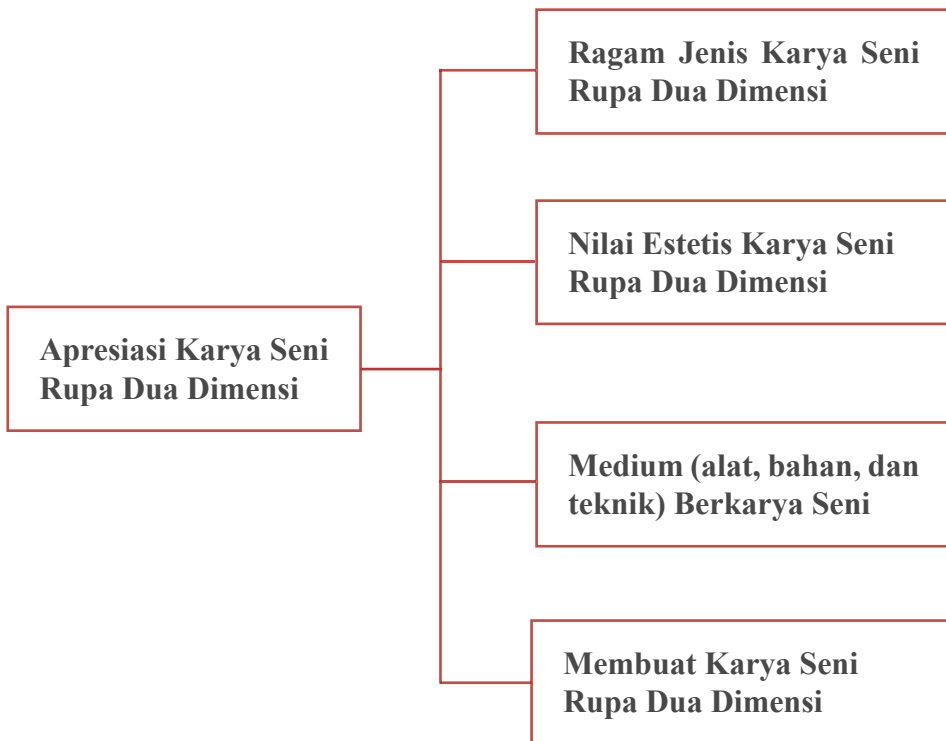 Ragam Jenis Karya Seni
Rupa Dua Dimensi
Nilai Estetis Karya Seni
Rupa Dua Dimensi
Apresiasi Karya Seni
Rupa Dua Dimensi
Medium (alat, bahan, dan
teknik) Berkarya Seni
Membuat Karya Seni
Rupa Dua Dimensi